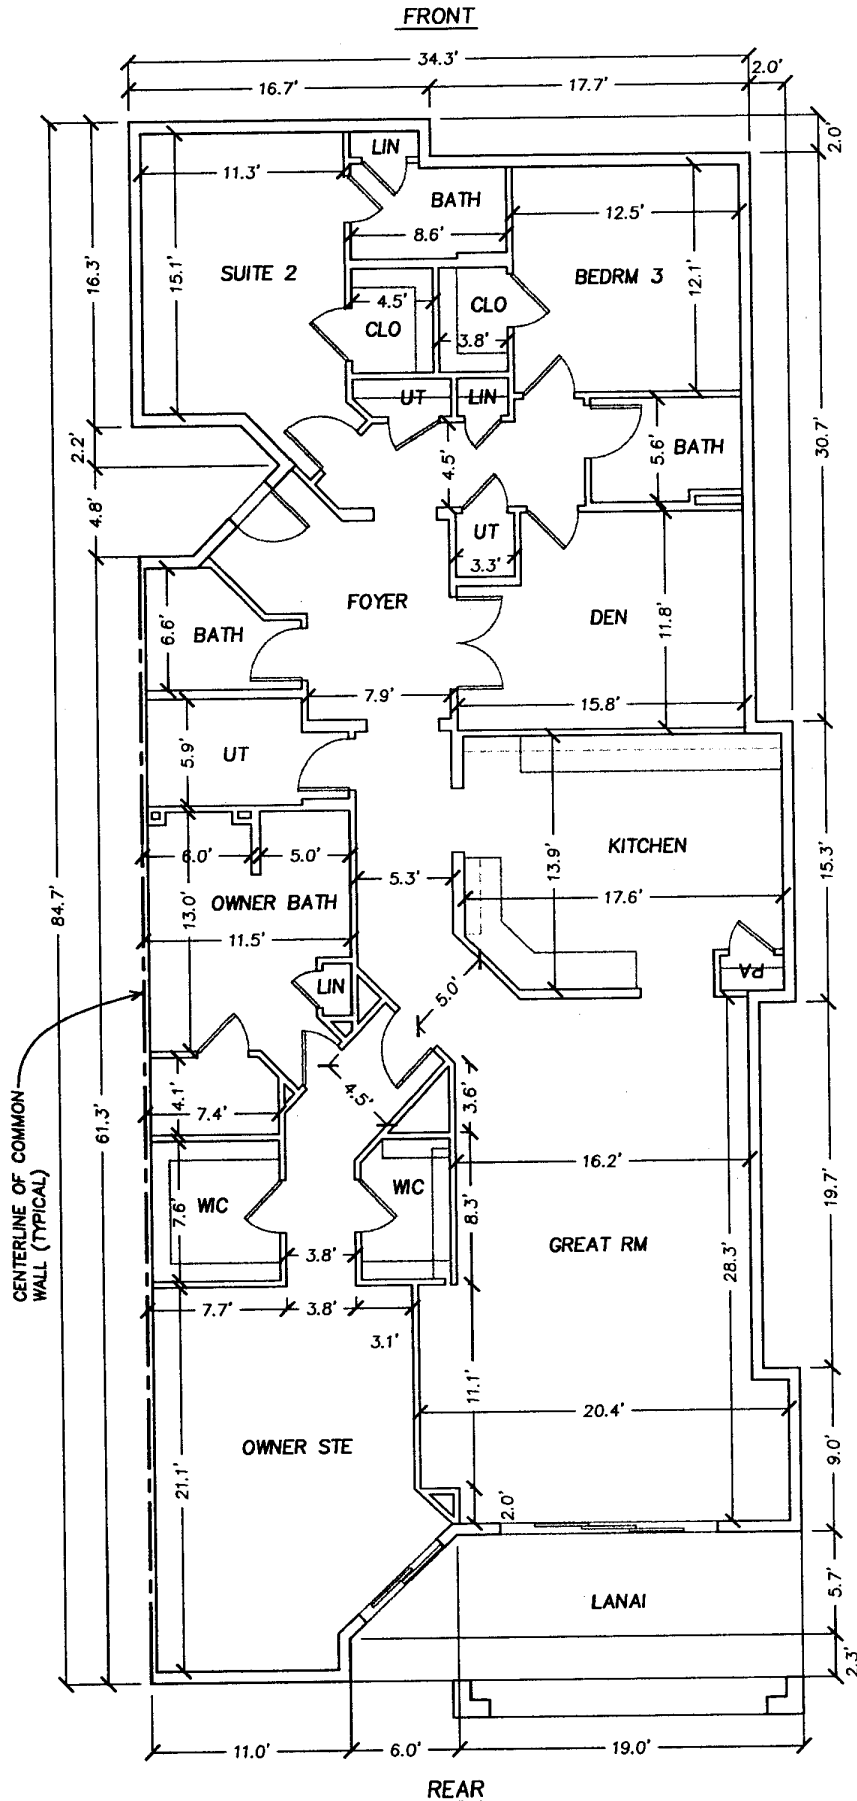 FRONT
34.3'
2.0'
16.7'
17.7'
2.0'
LIN
11.3'
BATH
12.5'
8.6'
16.3'
15.1'
SUITE 2
BEDRM 3
12.1'
4.5'
CLO
CLO
3.8'
UT
LIN
2.2'
4.5'
5.6'
BATH
30.7'
4.8'
UT
3.3'
FOYER
DEN
11.8'
6.6'
BATH
7.9'
15.8'
5.9'
UT
KITCHEN
6.0'
5.0'
13.9'
15.3'
5.3'
84.7'
13.0'
OWNER BATH
17.6'
11.5'
PA
LIN
5.0'
4.5'
3.6'
4.1'
7.4'
61.3'
16.2'
CENTERLINE OF COMMON
WALL (TYPICAL)
7.6'
WIC
WIC
8.3'
19.7'
GREAT RM
28.3'
3.8'
7.7'
3.8'
3.1'
11.1'
20.4'
OWNER STE
21.1'
9.0'
2.0'
LANAI
5.7'
2.3'
11.0'
6.0'
19.0'
REAR